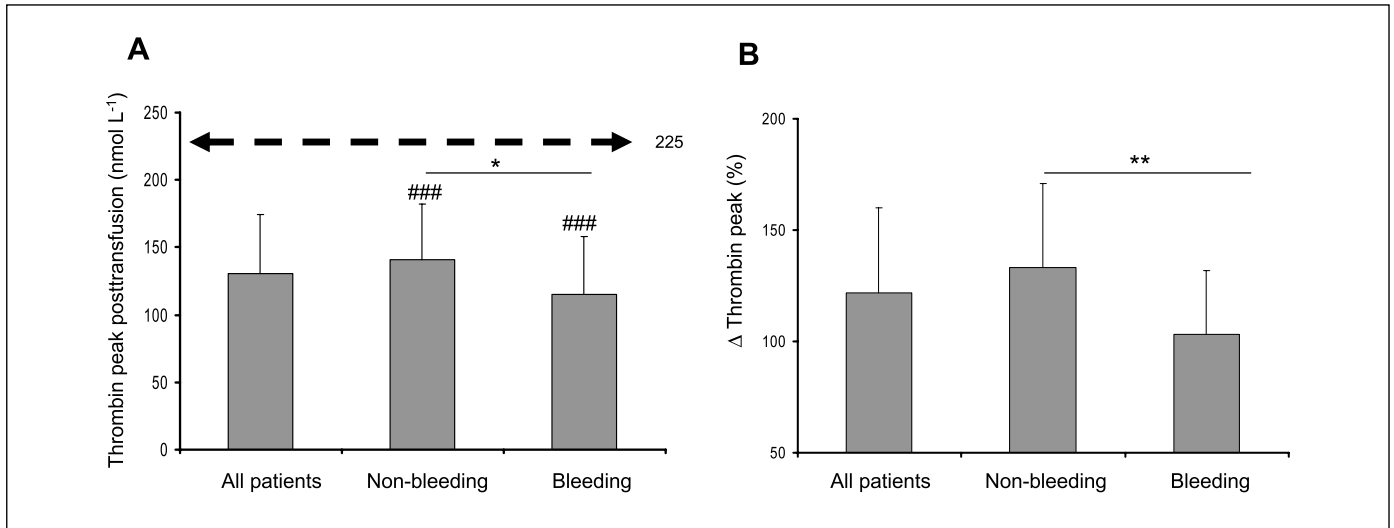 A
Thrombin peak posttransfusion (nmol L-1)
250
200
150
100
50
0
225
*
###
###
All patients
Non-bleeding
Bleeding
B
Δ Thrombin peak (%)
200
150
100
50
**
All patients
Non-bleeding
Bleeding